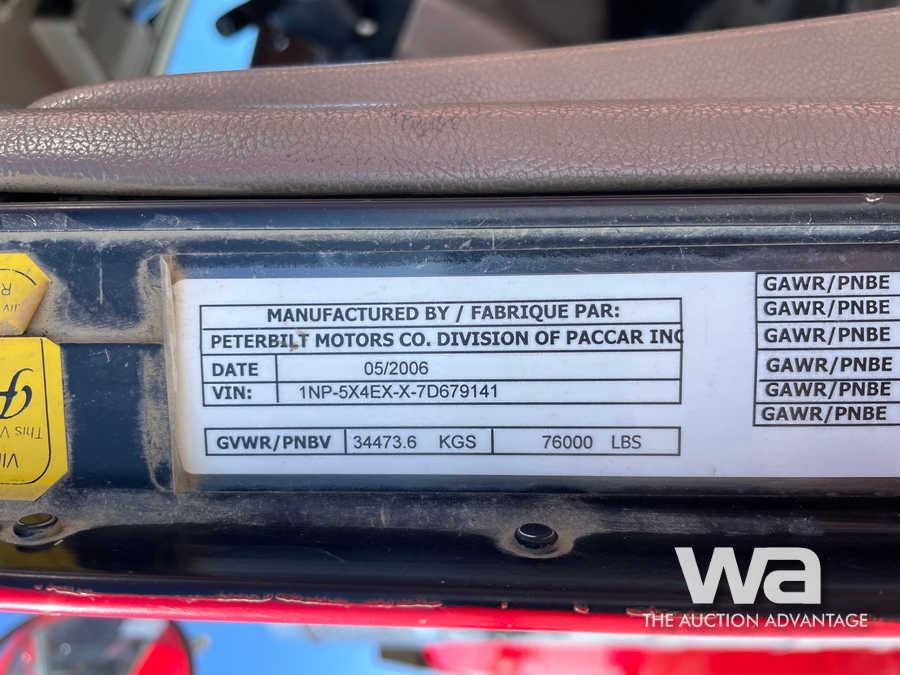 MANUFACTURED BY / FABRIQUE PAR:
PETERBILT MOTORS CO. DIVISION OF PACCAR INC
DATE 05/2006
VIN: 1NP-5X4EX-X-7D679141
GVWR/PNBV 34473.6 KGS 76000 LBS
GAWR/PNBE
GAWR/PNBE
GAWR/PNBE
GAWR/PNBE
GAWR/PNBE
GAWR/PNBE
This V
VI
wa
THE AUCTION ADVANTAGE